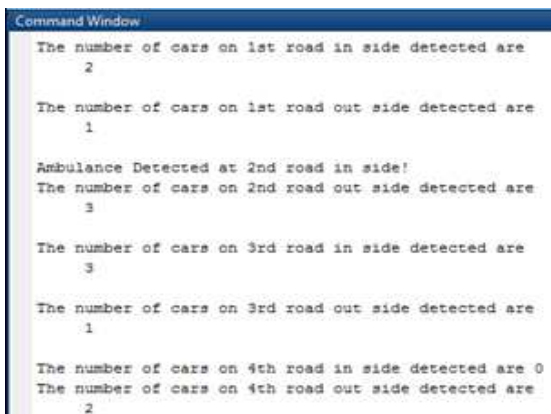 Command Window
The number of cars on 1st road in side detected are
2
The number of cars on 1st road out side detected are
1
Ambulance Detected at 2nd road in side!
The number of cars on 2nd road out side detected are
3
The number of cars on 3rd road in side detected are
3
The number of cars on 3rd road out side detected are
1
The number of cars on 4th road in side detected are 0
The number of cars on 4th road out side detected are
2